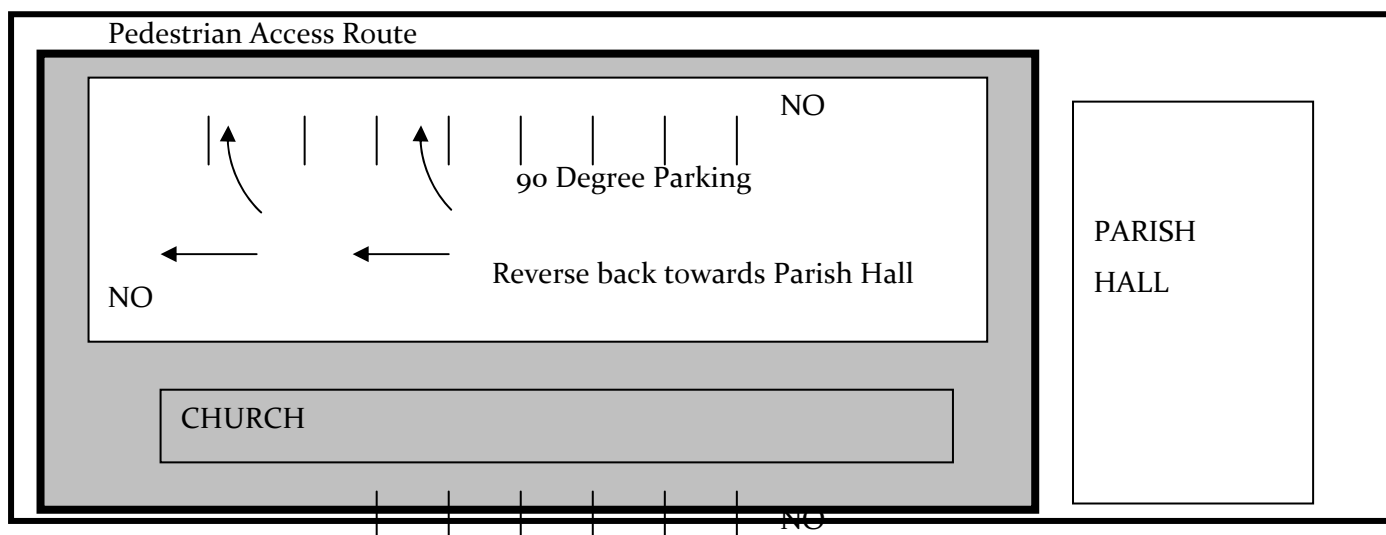 Pedestrian Access Route
NO
90 Degree Parking
PARISH
HALL
Reverse back towards Parish Hall
NO
CHURCH
NO